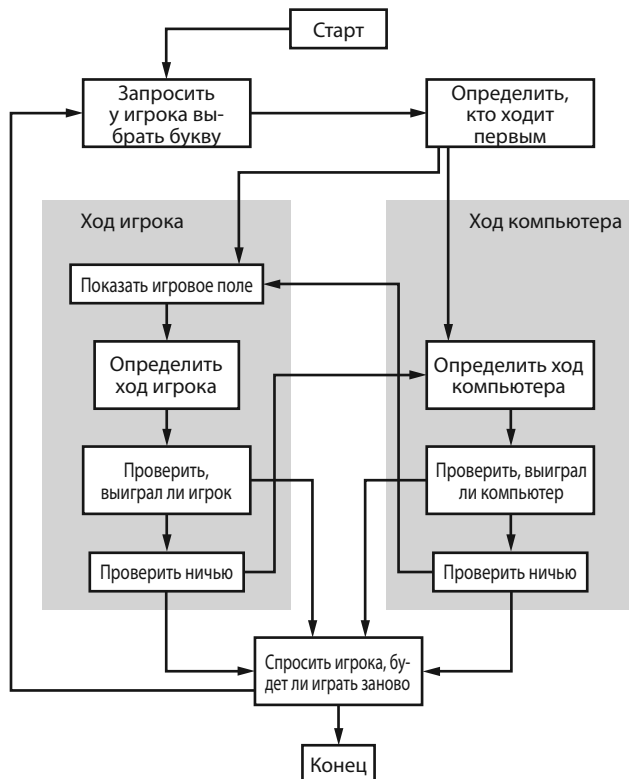 Старт
Запросить
у игрока вы-
брать букву
Определить,
кто ходит
первым
Ход игрока
Показать игровое поле
Определить
ход игрока
Проверить,
выиграл ли игрок
Проверить ничью
Ход компьютера
Определить ход
компьютера
Проверить, выиграл
ли компьютер
Проверить ничью
Спросить игрока, бу-
дет ли играть заново
Конец